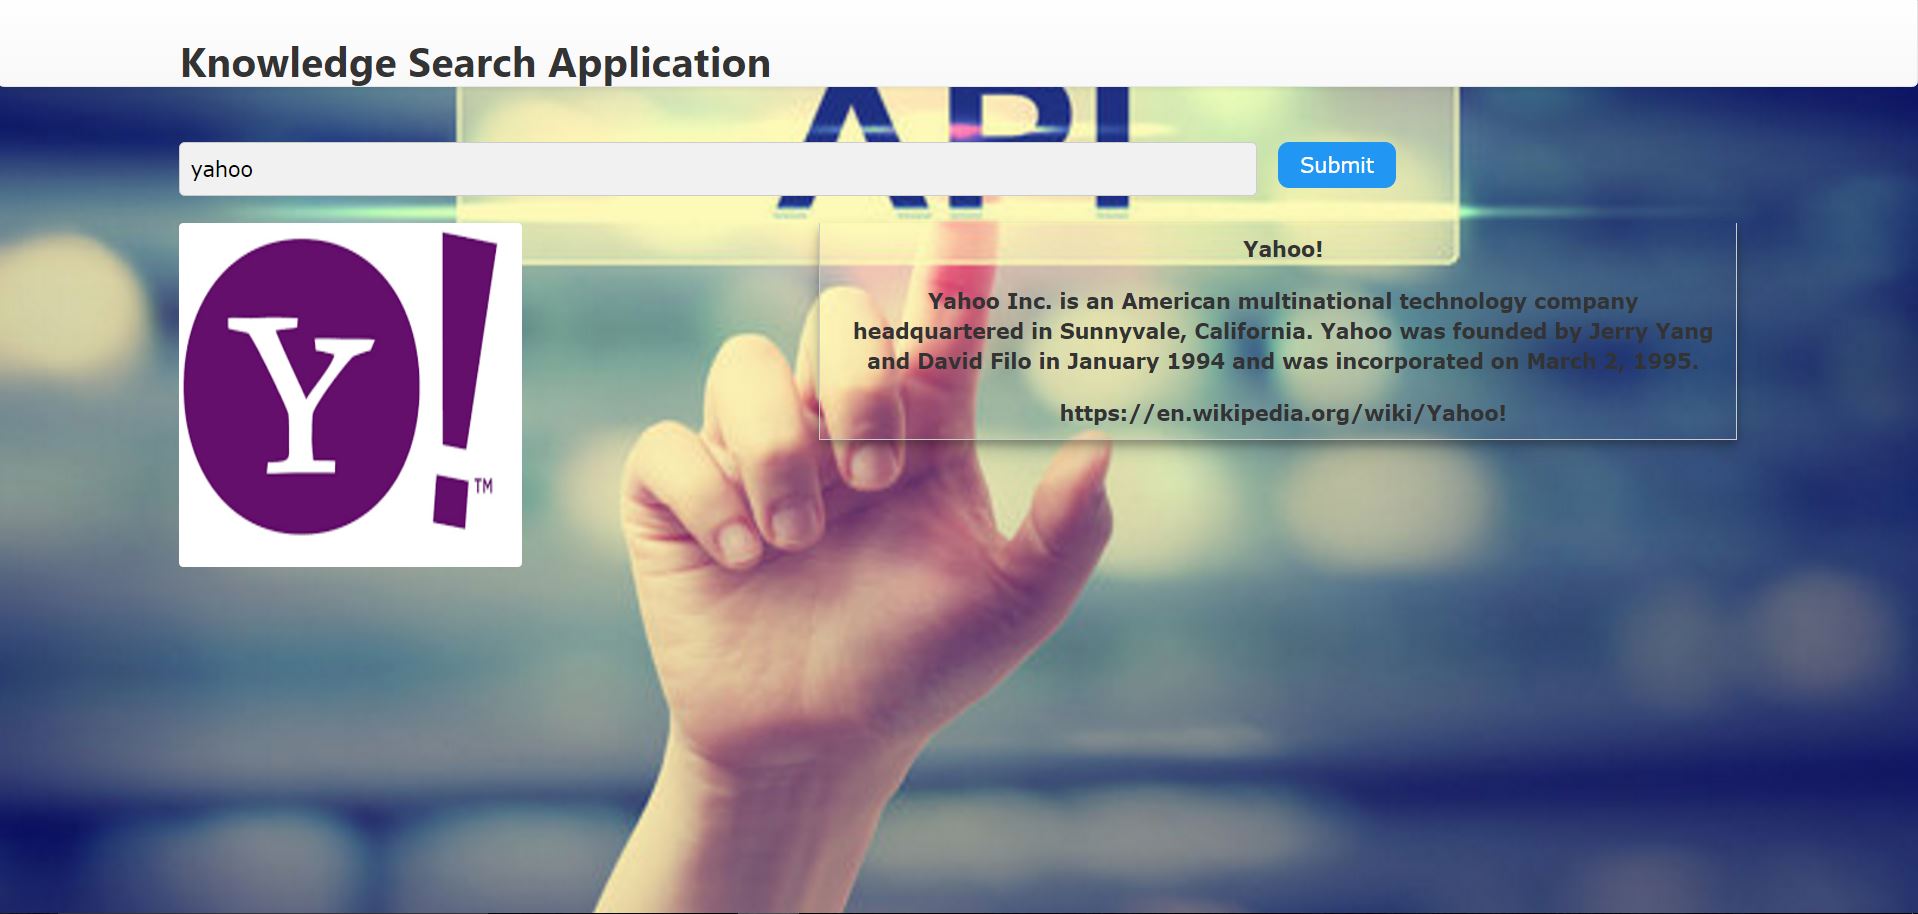 Knowledge Search Application
API
yahoo
Submit
Y!
TM
Yahoo!
Yahoo Inc. is an American multinational technology company
headquartered in Sunnyvale, California. Yahoo was founded by Jerry Yang
and David Filo in January 1994 and was incorporated on March 2, 1995.
https://en.wikipedia.org/wiki/Yahoo!